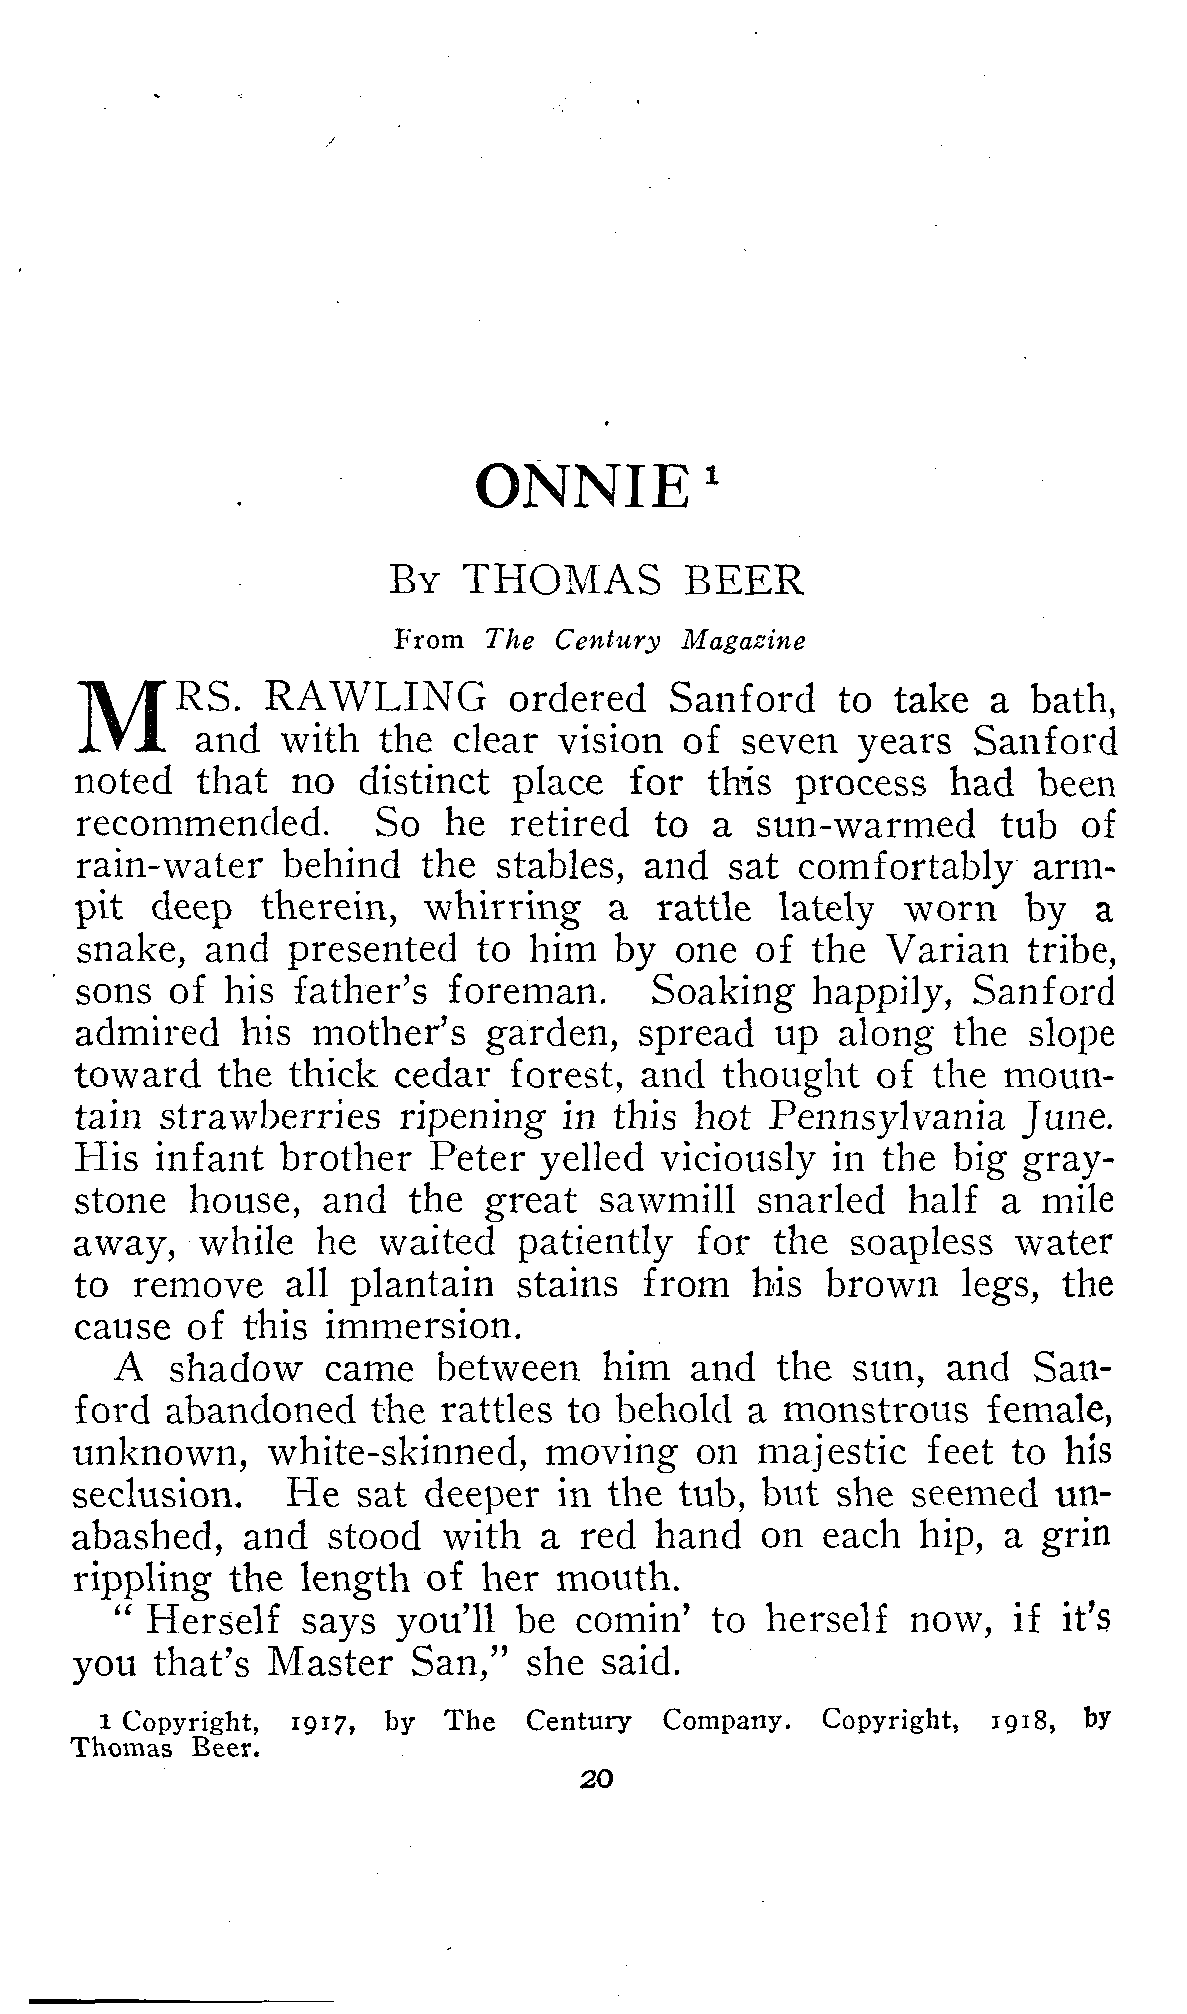 ONNIE ¹
By THOMAS BEER
From The Century Magazine
MRS. RAWLING ordered Sanford to take a bath,
and with the clear vision of seven years Sanford
noted that no distinct place for this process had been
recommended. So he retired to a sun-warmed tub of
rain-water behind the stables, and sat comfortably arm-
pit deep therein, whirring a rattle lately worn by a
snake, and presented to him by one of the Varian tribe,
sons of his father's foreman. Soaking happily, Sanford
admired his mother's garden, spread up along the slope
toward the thick cedar forest, and thought of the moun-
tain strawberries ripening in this hot Pennsylvania June.
His infant brother Peter yelled viciously in the big gray-
stone house, and the great sawmill snarled half a mile
away, while he waited patiently for the soapless water
to remove all plantain stains from his brown legs, the
cause of this immersion.
A shadow came between him and the sun, and San-
ford abandoned the rattles to behold a monstrous female,
unknown, white-skinned, moving on majestic feet to his
seclusion. He sat deeper in the tub, but she seemed un-
abashed, and stood with a red hand on each hip, a grin
rippling the length of her mouth.
" Herself says you'll be comin' to herself now, if it's
you that's Master San," she said.
1 Copyright, 1917, by The Century Company. Copyright, 1918, by
Thomas Beer.
20